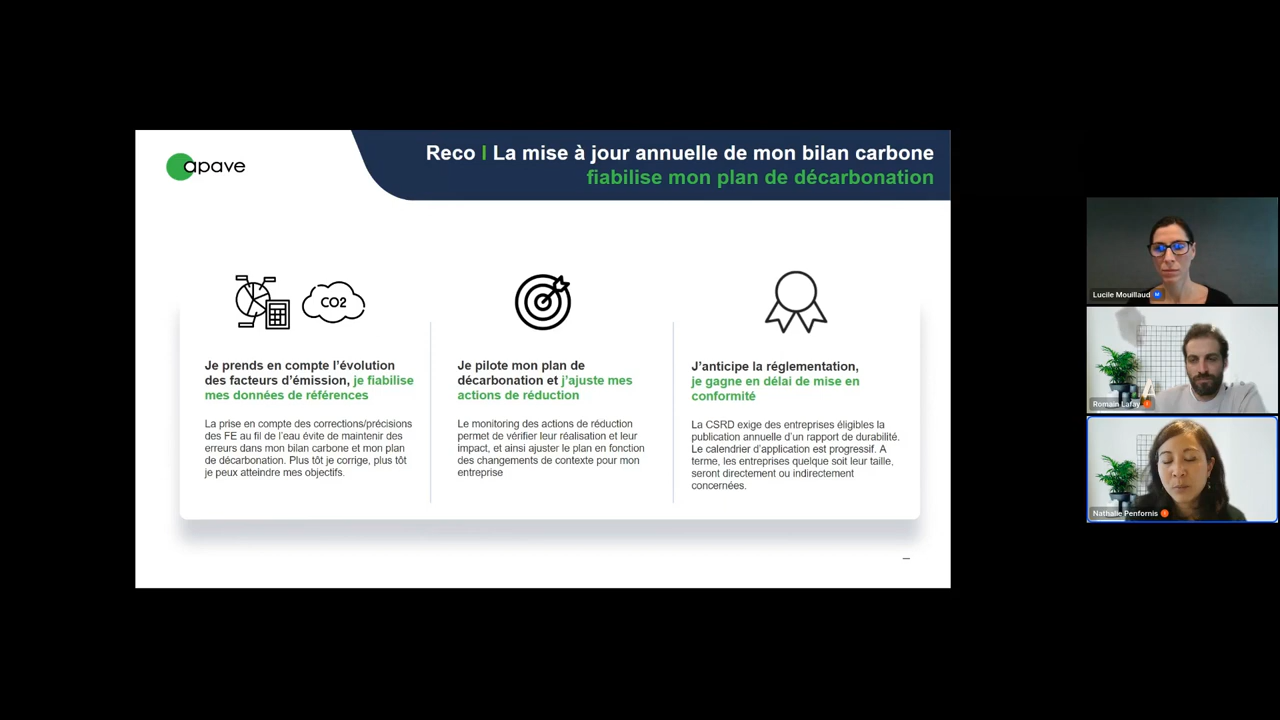 apave
Reco | La mise à jour annuelle de mon bilan carbone
fiabilise mon plan de décarbonation
CO2
Je prends en compte l'évolution
des facteurs d'émission, je fiabilise
mes données de références
La prise en compte des corrections/précisions
des FE au fil de l'eau évite de maintenir des
erreurs dans mon bilan carbone et mon plan
de décarbonation. Plus tôt je corrige, plus tôt
je peux atteindre mes objectifs.
Je pilote mon plan de
décarbonation et j'ajuste mes
actions de réduction
Le monitoring des actions de réduction
permet de vérifier leur réalisation et leur
impact, et ainsi ajuster le plan en fonction
des changements de contexte pour mon
entreprise
J'anticipe la réglementation,
je gagne en délai de mise en
conformité
La CSRD exige des entreprises éligibles la
publication annuelle d'un rapport de durabilité.
Le calendrier d'application est progressif. A
terme, les entreprises quelque soit leur taille,
seront directement ou indirectement
concernées.
Lucile Mouillaud
Romain Lafay
Nathalie Penfornis